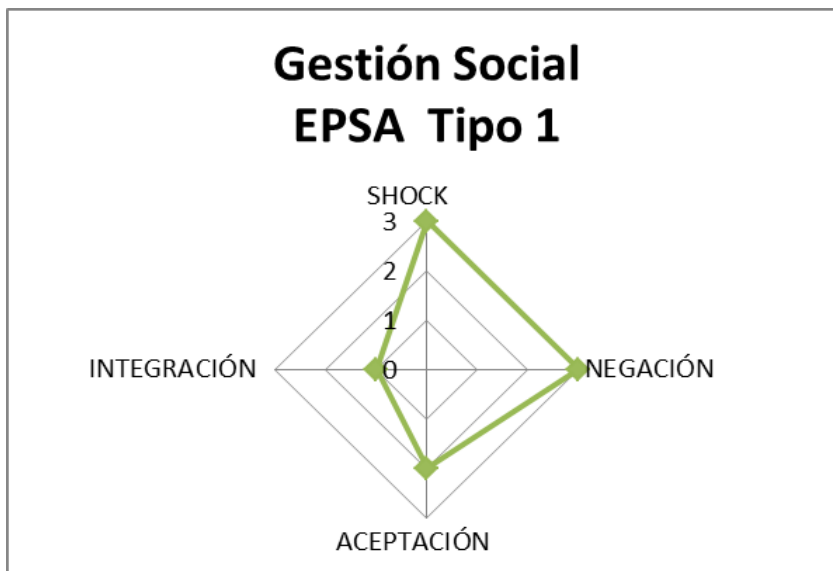 Gestión Social
EPSA Tipo 1
SHOCK
3
2
1
INTEGRACIÓN
0
NEGACIÓN
ACEPTACIÓN